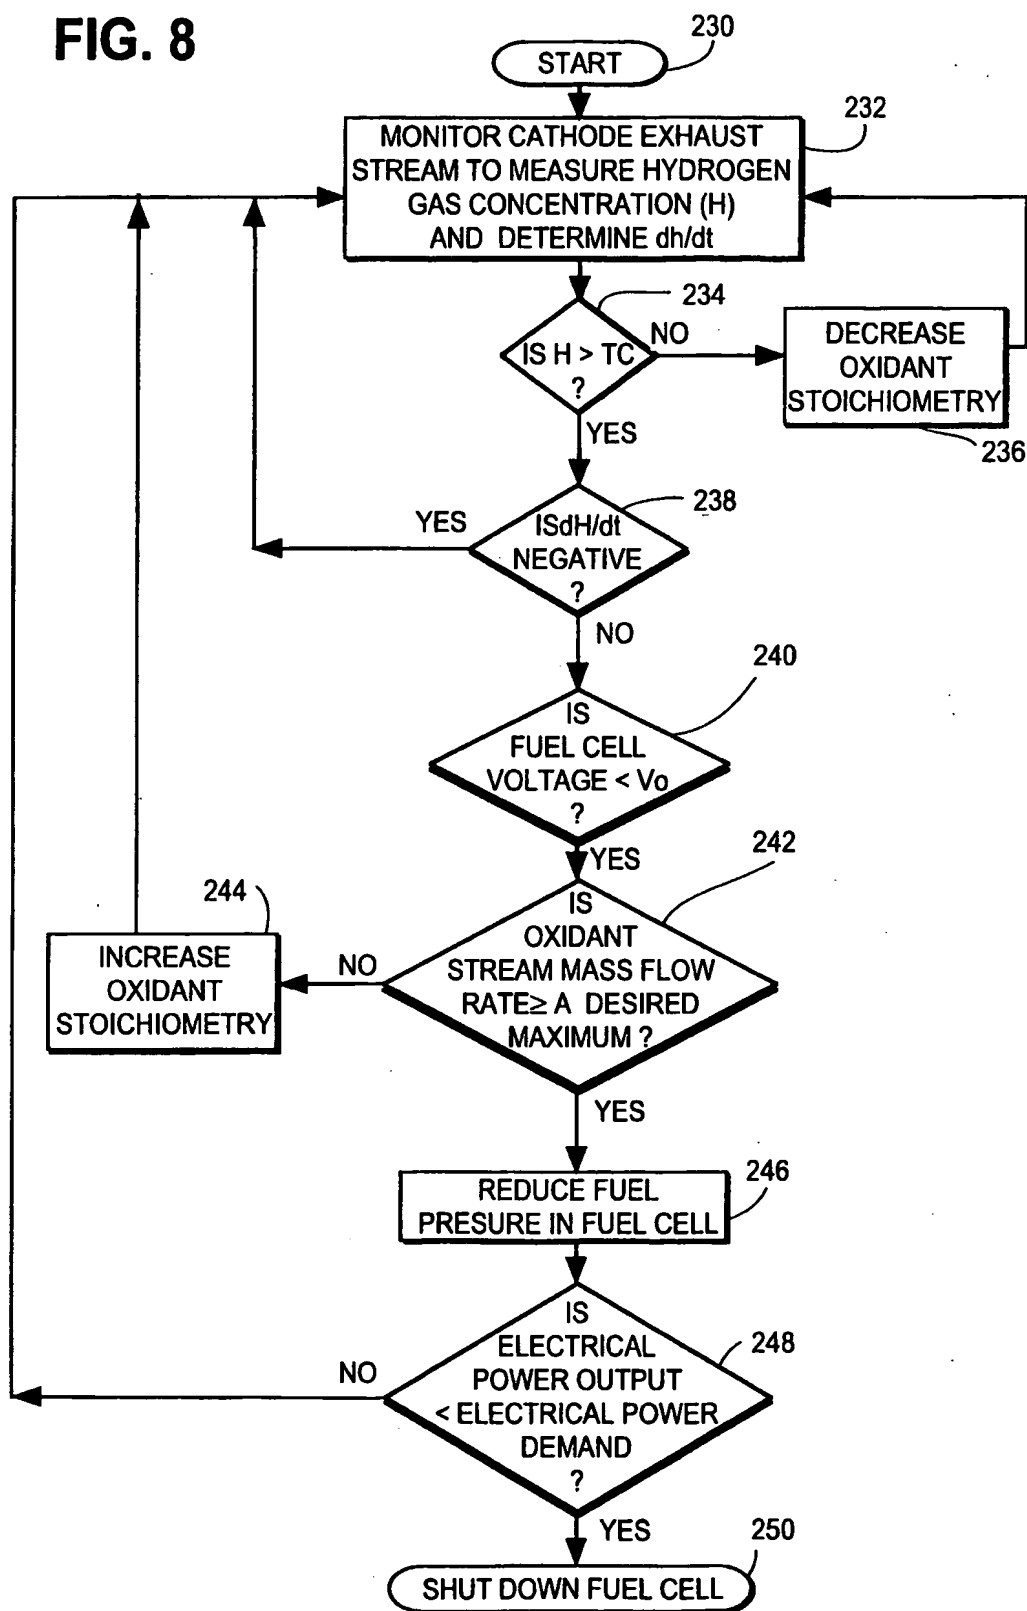 FIG. 8
230
START
232
MONITOR CATHODE EXHAUST
STREAM TO MEASURE HYDROGEN
GAS CONCENTRATION (H)
AND DETERMINE dh/dt
234
IS H > TC
?
NO
YES
DECREASE
OXIDANT
STOICHIOMETRY
236
238
ISdH/dt
NEGATIVE
?
YES
NO
240
IS
FUEL CELL
VOLTAGE < Vo
?
YES
242
IS
OXIDANT
STREAM MASS FLOW
RATE≥ A DESIRED
MAXIMUM ?
NO
244
INCREASE
OXIDANT
STOICHIOMETRY
YES
246
REDUCE FUEL
PRESURE IN FUEL CELL
248
IS
ELECTRICAL
POWER OUTPUT
< ELECTRICAL POWER
DEMAND
?
NO
YES
250
SHUT DOWN FUEL CELL